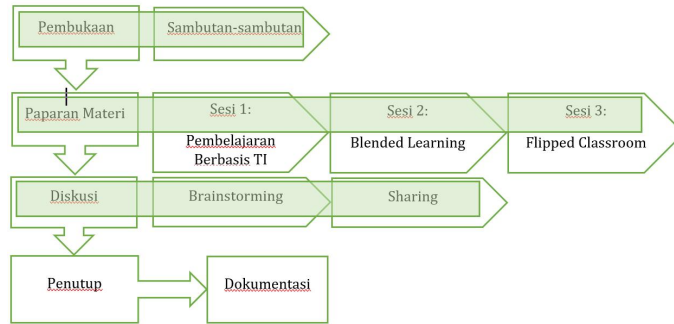 Pembukaan
Sambutan-sambutan
Paparan Materi
Sesi 1:
Pembelajaran
Berbasis TI
Sesi 2:
Blended Learning
Sesi 3:
Flipped Classroom
Diskusi
Brainstorming
Sharing
Penutup
Dokumentasi